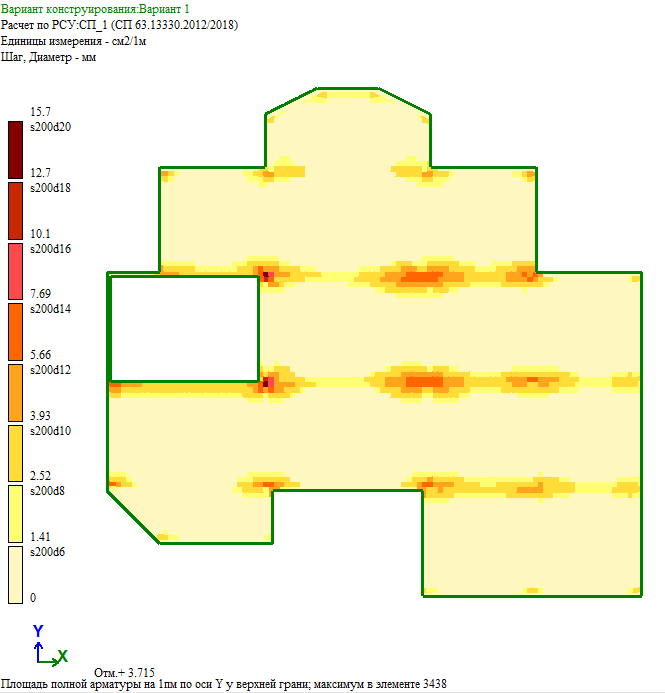 Вариант конструирования:Вариант 1
Расчет по РСУ:СП_1 (СП 63.13330.2012/2018)
Единицы измерения - см2/1м
Шаг, Диаметр - мм
15.7
s200d20
12.7
s200d18
10.1
s200d16
7.69
s200d14
5.66
s200d12
3.93
s200d10
2.52
s200d8
1.41
s200d6
0
Y
X
Отм.+ 3.715
Площадь полной арматуры на 1пм по оси Y у верхней грани; максимум в элементе 3438